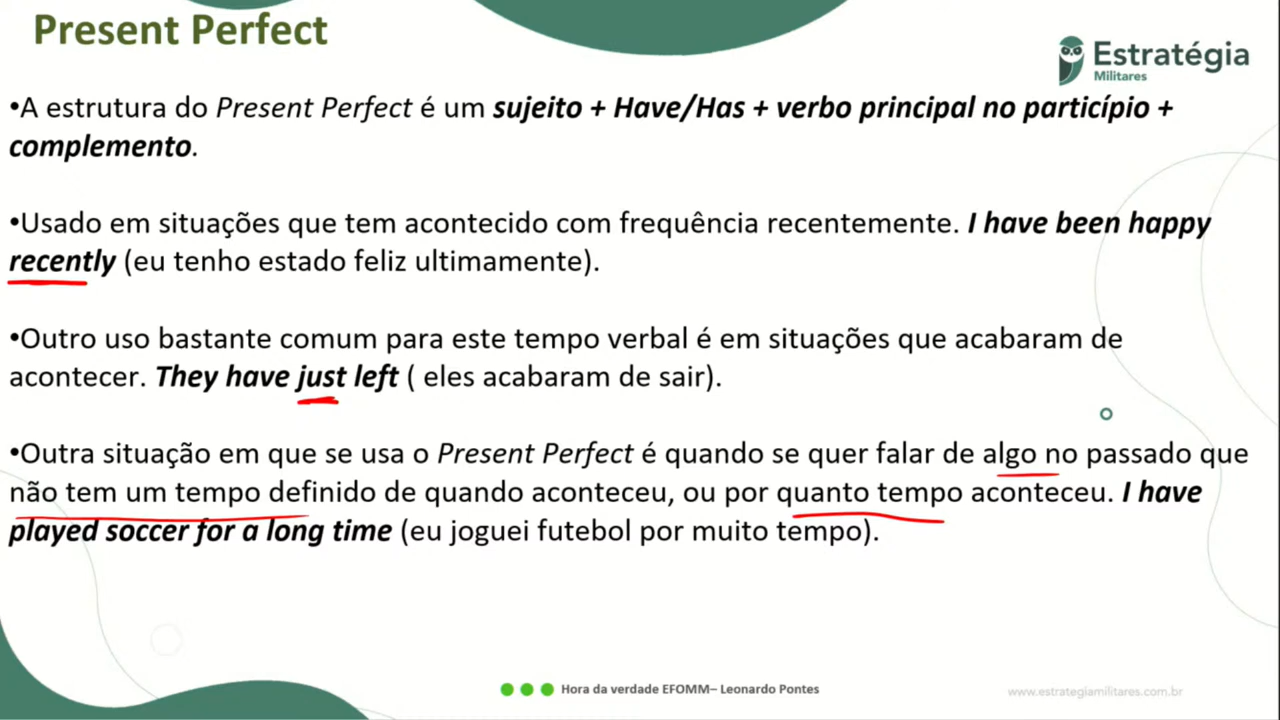 Present Perfect
Estratégia
Militares
•A estrutura do Present Perfect é um sujeito + Have/Has + verbo principal no particípio +
complemento.
•Usado em situações que tem acontecido com frequência recentemente. I have been happy
recently (eu tenho estado feliz ultimamente).
•Outro uso bastante comum para este tempo verbal é em situações que acabaram de
acontecer. They have just left ( eles acabaram de sair).
•Outra situação em que se usa o Present Perfect é quando se quer falar de algo no passado que
não tem um tempo definido de quando aconteceu, ou por quanto tempo aconteceu. I have
played soccer for a long time (eu joguei futebol por muito tempo).
Hora da verdade EFOMM– Leonardo Pontes
www.estrategiamilitares.com.br